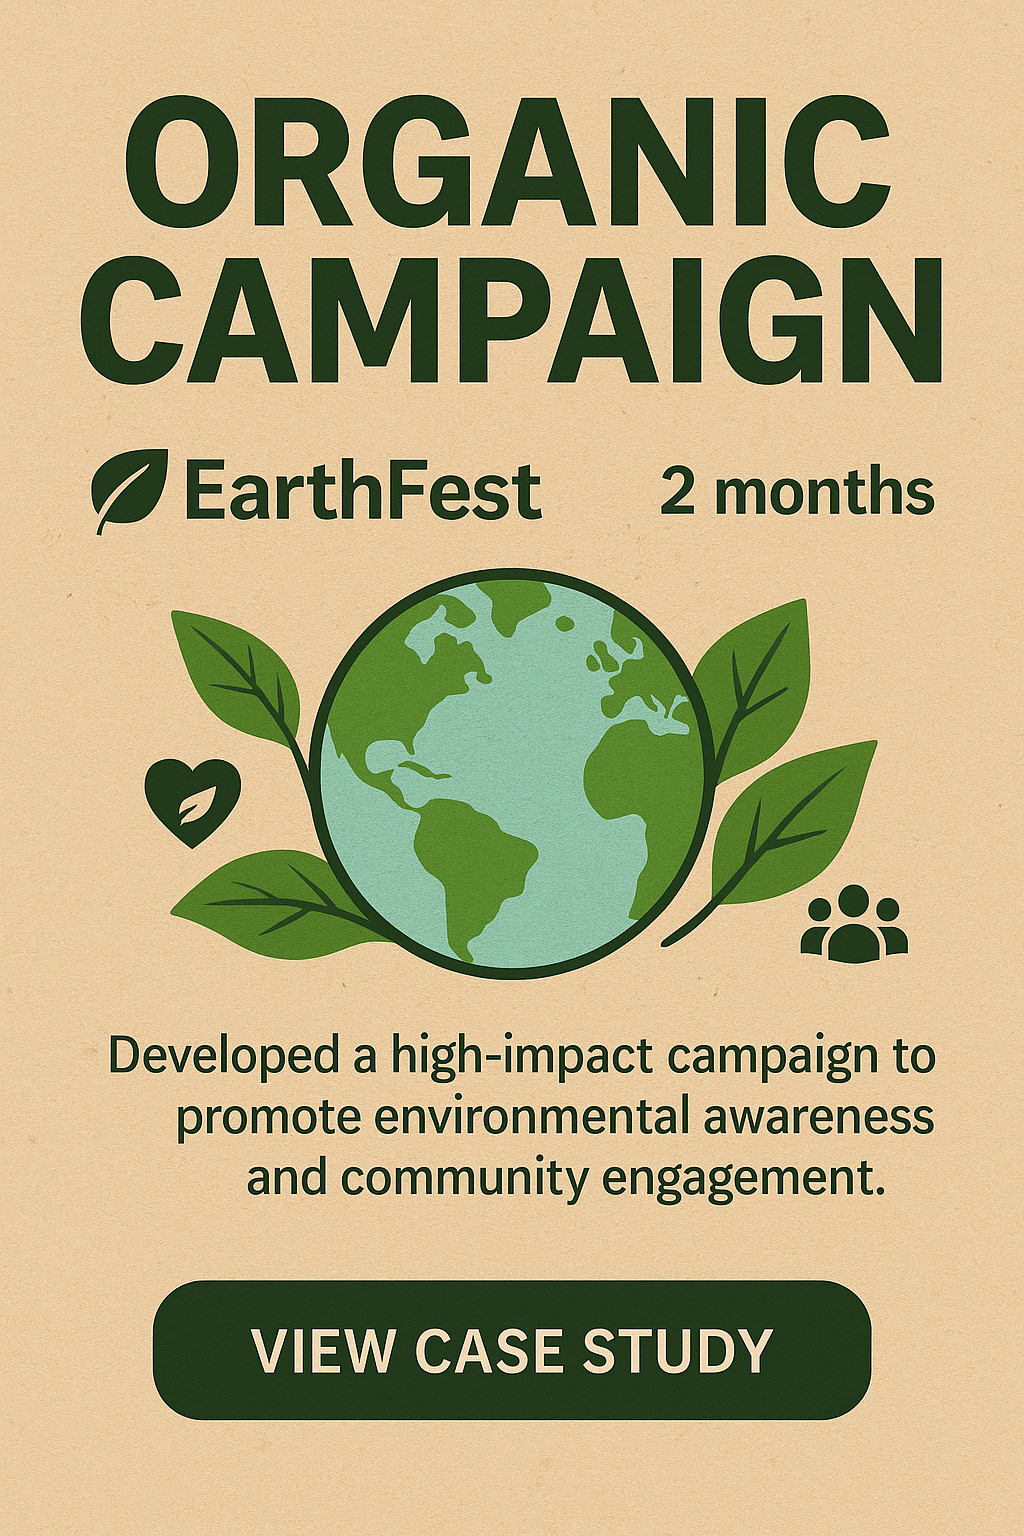 ORGANIC
CAMPAIGN
EarthFest 2 months
Developed a high-impact campaign to
promote environmental awareness
and community engagement.
VIEW CASE STUDY